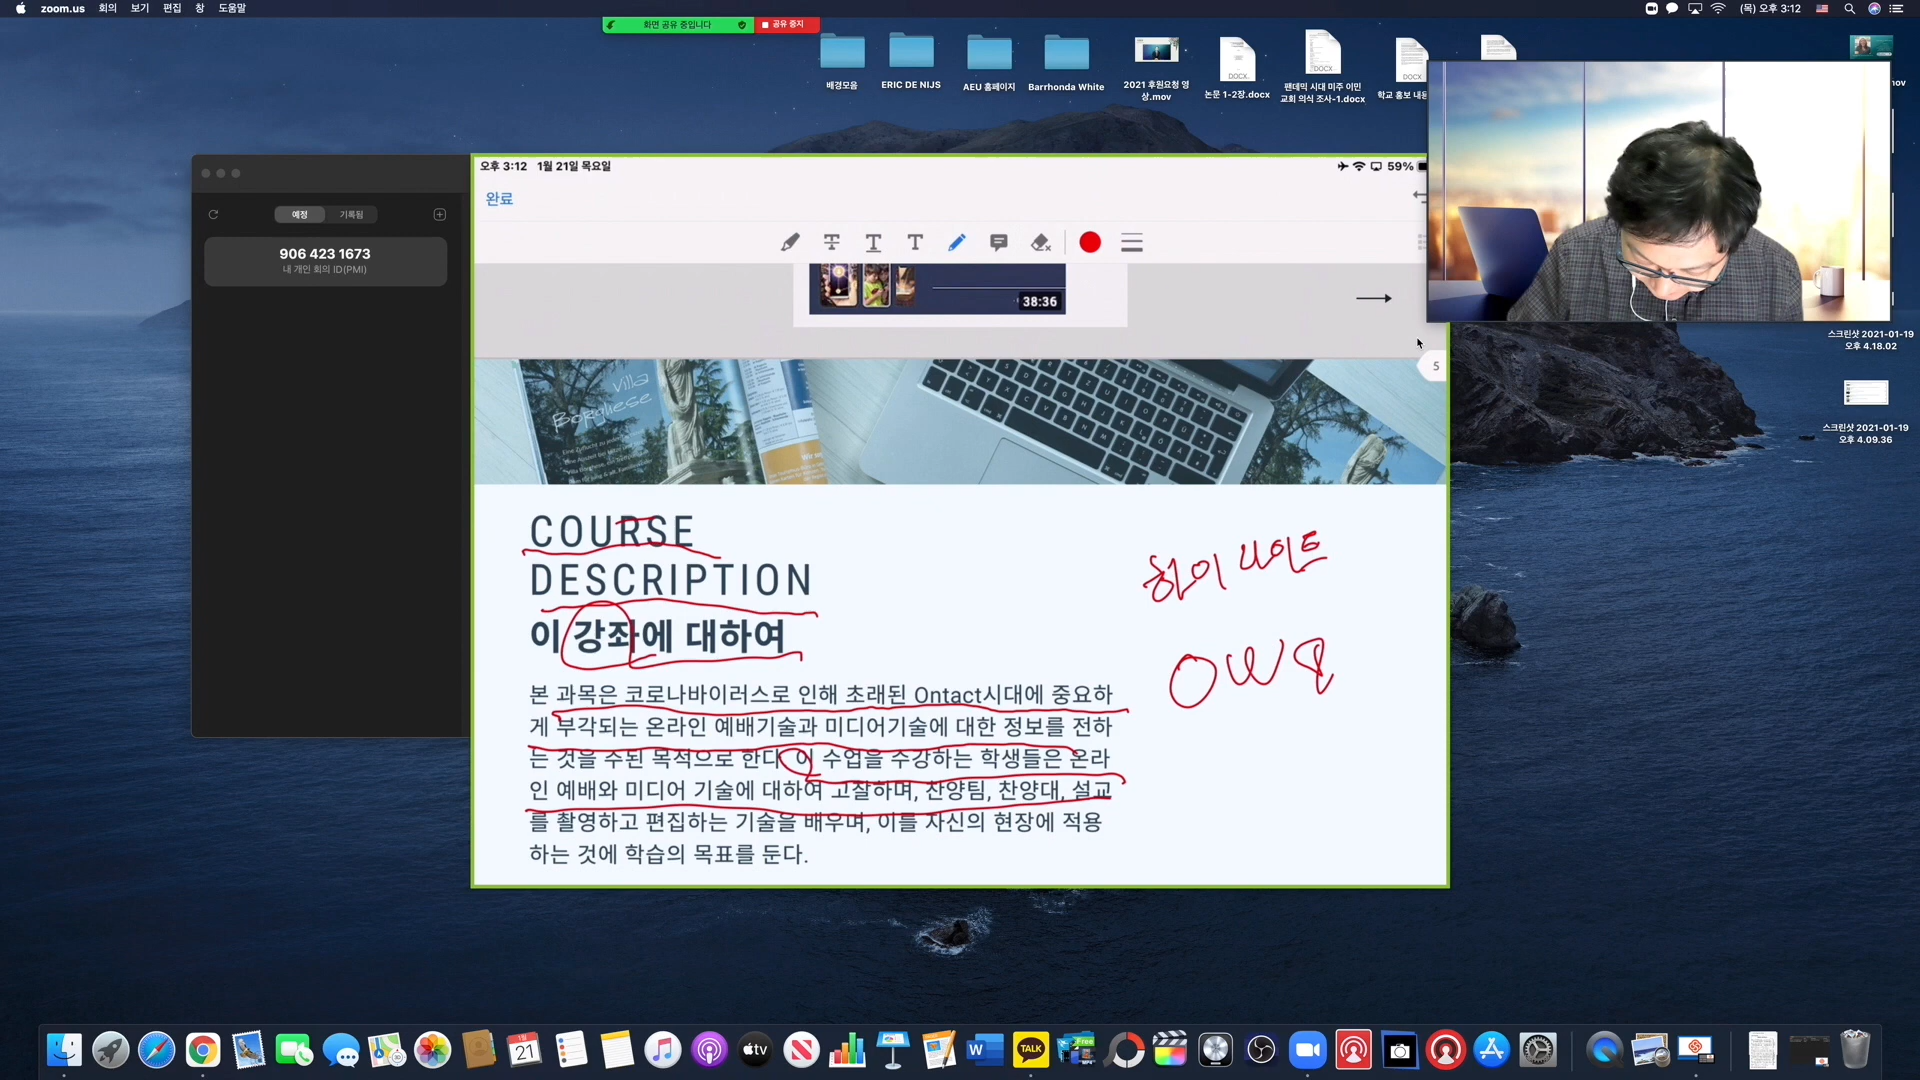 zoom.us 회의 보기 편집 창 도움말
(목) 오후 3:12
화면 공유 중입니다 공유 중지
배경모음
ERIC DE NIJS
AEU 홈페이지
Barrhonda White
2021 후원요청 영
상.mov
논문 1-2장.docx
팬데믹 시대 미주 이민
교회 의식 조사-1.docx
학교 홍보 내용
DOCX
DOCX
DOCX
mov
스크린샷 2021-01-19
오후 4.18.02
스크린샷 2021-01-19
오후 4.09.36
예정 기록됨
906 423 1673
내 개인 회의 ID(PMI)
오후 3:12 1월 21일 목요일
59%
완료
38:36
5
Villa
Borghese
COURSE
DESCRIPTION
이 강좌에 대하여
본 과목은 코로나바이러스로 인해 초래된 Ontact시대에 중요하
게 부각되는 온라인 예배기술과 미디어기술에 대한 정보를 전하
는 것을 수된 목적으로 한다 이 수업을 수강하는 학생들은 온라
인 예배와 미디어 기술에 대하여 고찰하며, 찬양팀, 찬양대, 설교
를 촬영하고 편집하는 기술을 배우며, 이를 자신의 현장에 적용
하는 것에 학습의 목표를 둔다.
1월
21
tv
W
TALK
Free